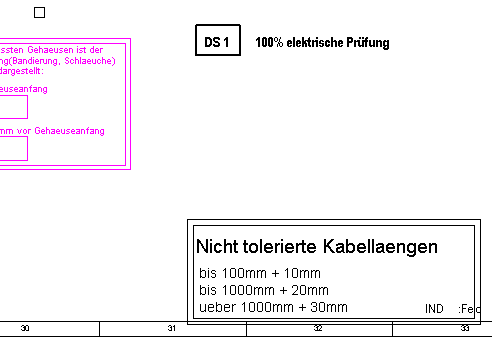 DS 1 100% elektrische Prüfung
ssten Gehaeusen ist der
ng(Bandierung, Schlaeuche)
dargestellt:
euseanfang
mm vor Gehaeuseanfang
Nicht tolerierte Kabellaengen
bis 100mm + 10mm
bis 1000mm + 20mm
ueber 1000mm + 30mm
IND :Feld
30 31 32 33